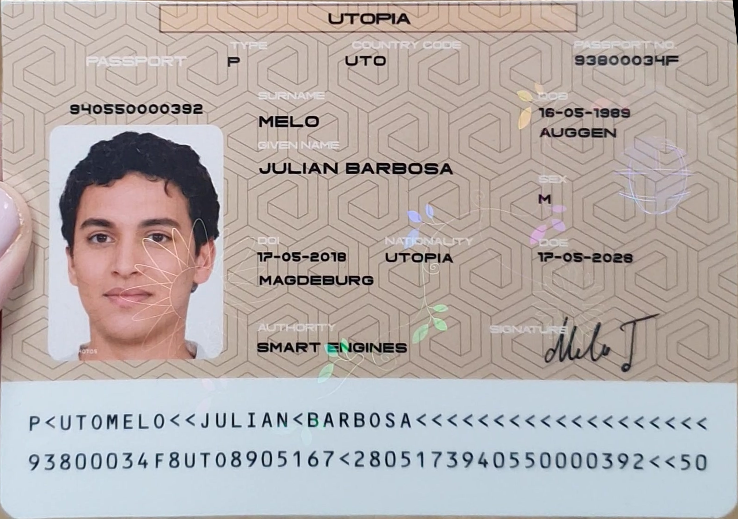 UTOPIA
PASSPORT
TYPE
P
COUNTRY CODE
UTO
PASSPORT NO.
93800034F
940550000392
SURNAME
MELO
DOB
16-05-1989
AUGGEN
GIVEN NAME
JULIAN BARBOSA
SEX
M
DOI
17-05-2018
MAGDEBURG
NATIONALITY
UTOPIA
DOE
17-05-2028
AUTHORITY
SMART ENGINES
SIGNATURE
Melo J
P<UTOMELO<<JULIAN<BARBOSA<<<<<<<<<<<<<<<<<<<
93800034F8UTO8905167<2805173940550000392<<50